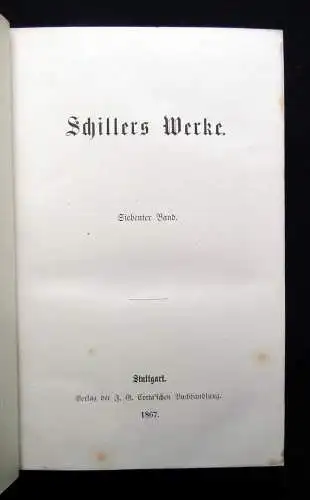 Schillers Werke.
Siebenter Band.
Stuttgart.
Verlag der J. G. Cotta'schen Buchhandlung.
1867.